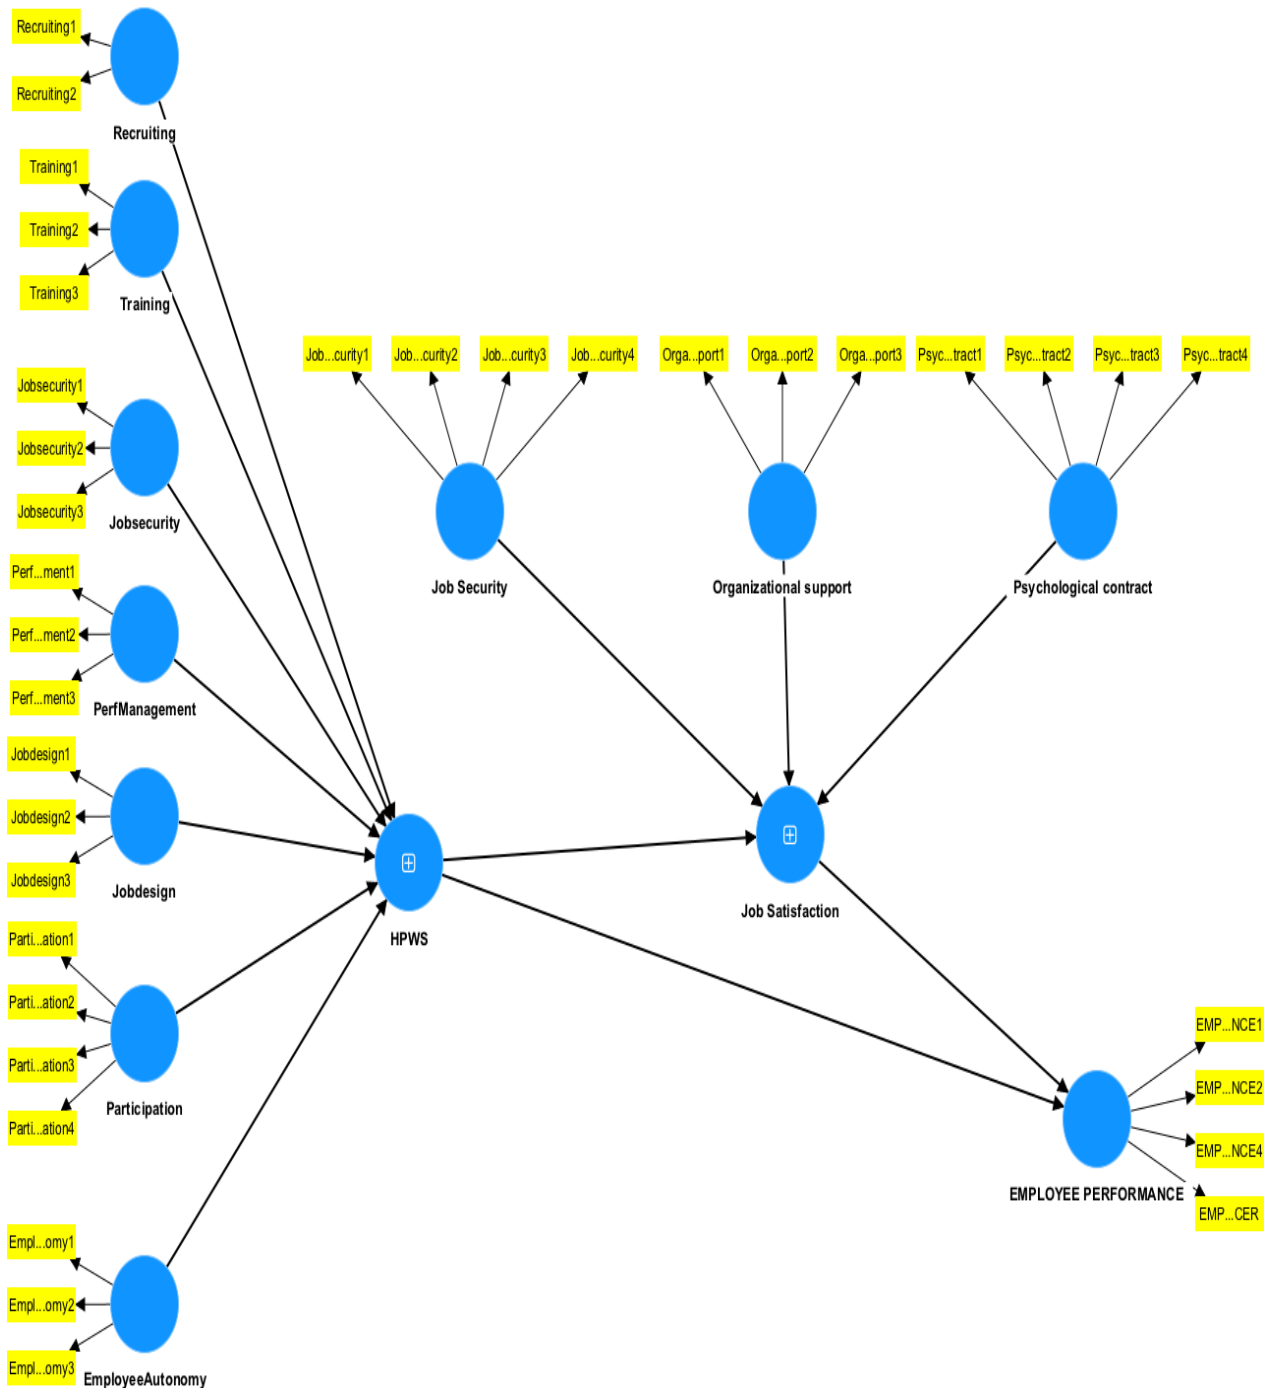 Recruiting1
Recruiting2
Recruiting
Training1
Training2
Training3
Training
Jobsecurity1
Jobsecurity2
Jobsecurity3
Jobsecurity
Perf...ment1
Perf...ment2
Perf...ment3
PerfManagement
Jobdesign1
Jobdesign2
Jobdesign3
Jobdesign
Parti...ation1
Parti...ation2
Parti...ation3
Parti...ation4
Participation
Empl...omy1
Empl...omy2
Empl...omy3
EmployeeAutonomy
HPWS
Job...curity1
Job...curity2
Job...curity3
Job...curity4
Job Security
Orga...port1
Orga...port2
Orga...port3
Organizational support
Psyc...tract1
Psyc...tract2
Psyc...tract3
Psyc...tract4
Psychological contract
Job Satisfaction
EMP...NCE1
EMP...NCE2
EMP...NCE4
EMP...CER
EMPLOYEE PERFORMANCE